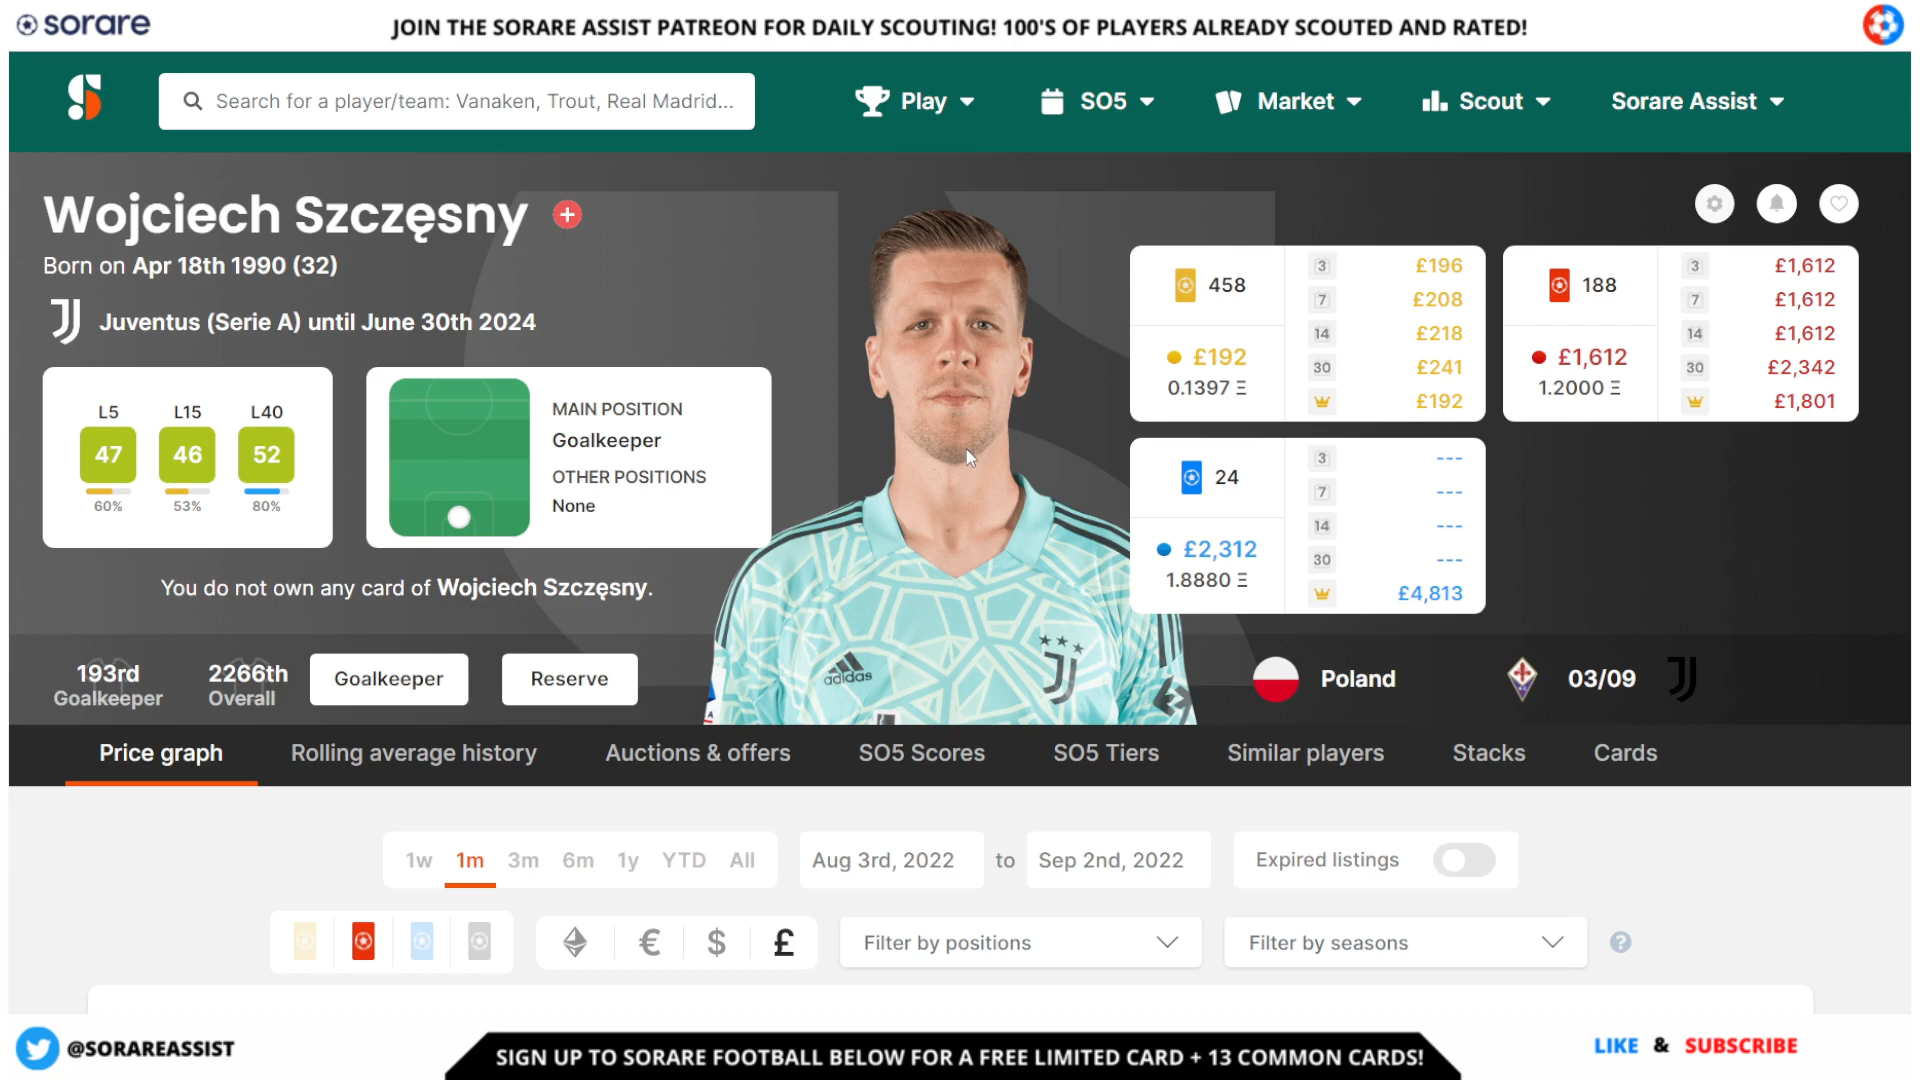 sorare
JOIN THE SORARE ASSIST PATREON FOR DAILY SCOUTING! 100'S OF PLAYERS ALREADY SCOUTED AND RATED!
Search for a player/team: Vanaken, Trout, Real Madrid...
Play
SO5
Market
Scout
Sorare Assist
Wojciech Szczęsny
Born on Apr 18th 1990 (32)
Juventus (Serie A) until June 30th 2024
L5
L15
L40
47
46
52
60%
53%
80%
MAIN POSITION
Goalkeeper
OTHER POSITIONS
None
You do not own any card of Wojciech Szczęsny.
458
£192
0.1397 Ξ
3 £196
7 £208
14 £218
30 £241
£192
188
£1,612
1.2000 Ξ
3 £1,612
7 £1,612
14 £1,612
30 £2,342
£1,801
24
£2,312
1.8880 Ξ
3 ---
7 ---
14 ---
30 ---
£4,813
adidas
193rd
Goalkeeper
2266th
Overall
Goalkeeper
Reserve
Poland
03/09
Price graph
Rolling average history
Auctions & offers
SO5 Scores
SO5 Tiers
Similar players
Stacks
Cards
1w 1m 3m 6m 1y YTD All
Aug 3rd, 2022 to Sep 2nd, 2022
Expired listings
€ $ £
Filter by positions
Filter by seasons
?
@SORAREASSIST
SIGN UP TO SORARE FOOTBALL BELOW FOR A FREE LIMITED CARD + 13 COMMON CARDS!
LIKE & SUBSCRIBE